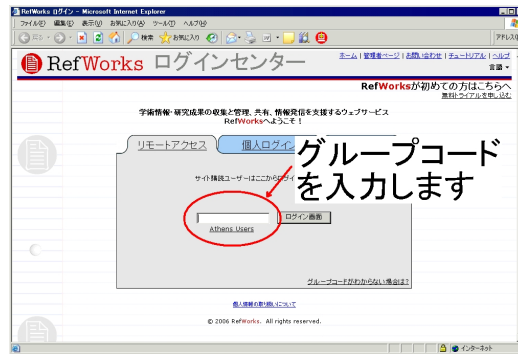 RefWorks ログイン - Microsoft Internet Explorer
ファイル(F) 編集(E) 表示(V) お気に入り(A) ツール(T) ヘルプ(H)
戻る 検索 お気に入り アドレス(D)
RefWorks ログインセンター
ホーム | 管理者ページ | お問い合わせ | チュートリアル | ヘルプ
言語
RefWorksが初めての方はこちらへ
無料トライアルを申し込む
学術情報・研究成果の収集と管理、共有、情報発信を支援するウェブサービス
RefWorksへようこそ！
リモートアクセス 個人ログイン
グループコード
を入力します
サイト購読ユーザーはここからログイ
ログイン画面
Athens Users
グループコードがわからない場合は?
個人情報の取り扱いについて
© 2006 RefWorks. All rights reserved.
インターネット